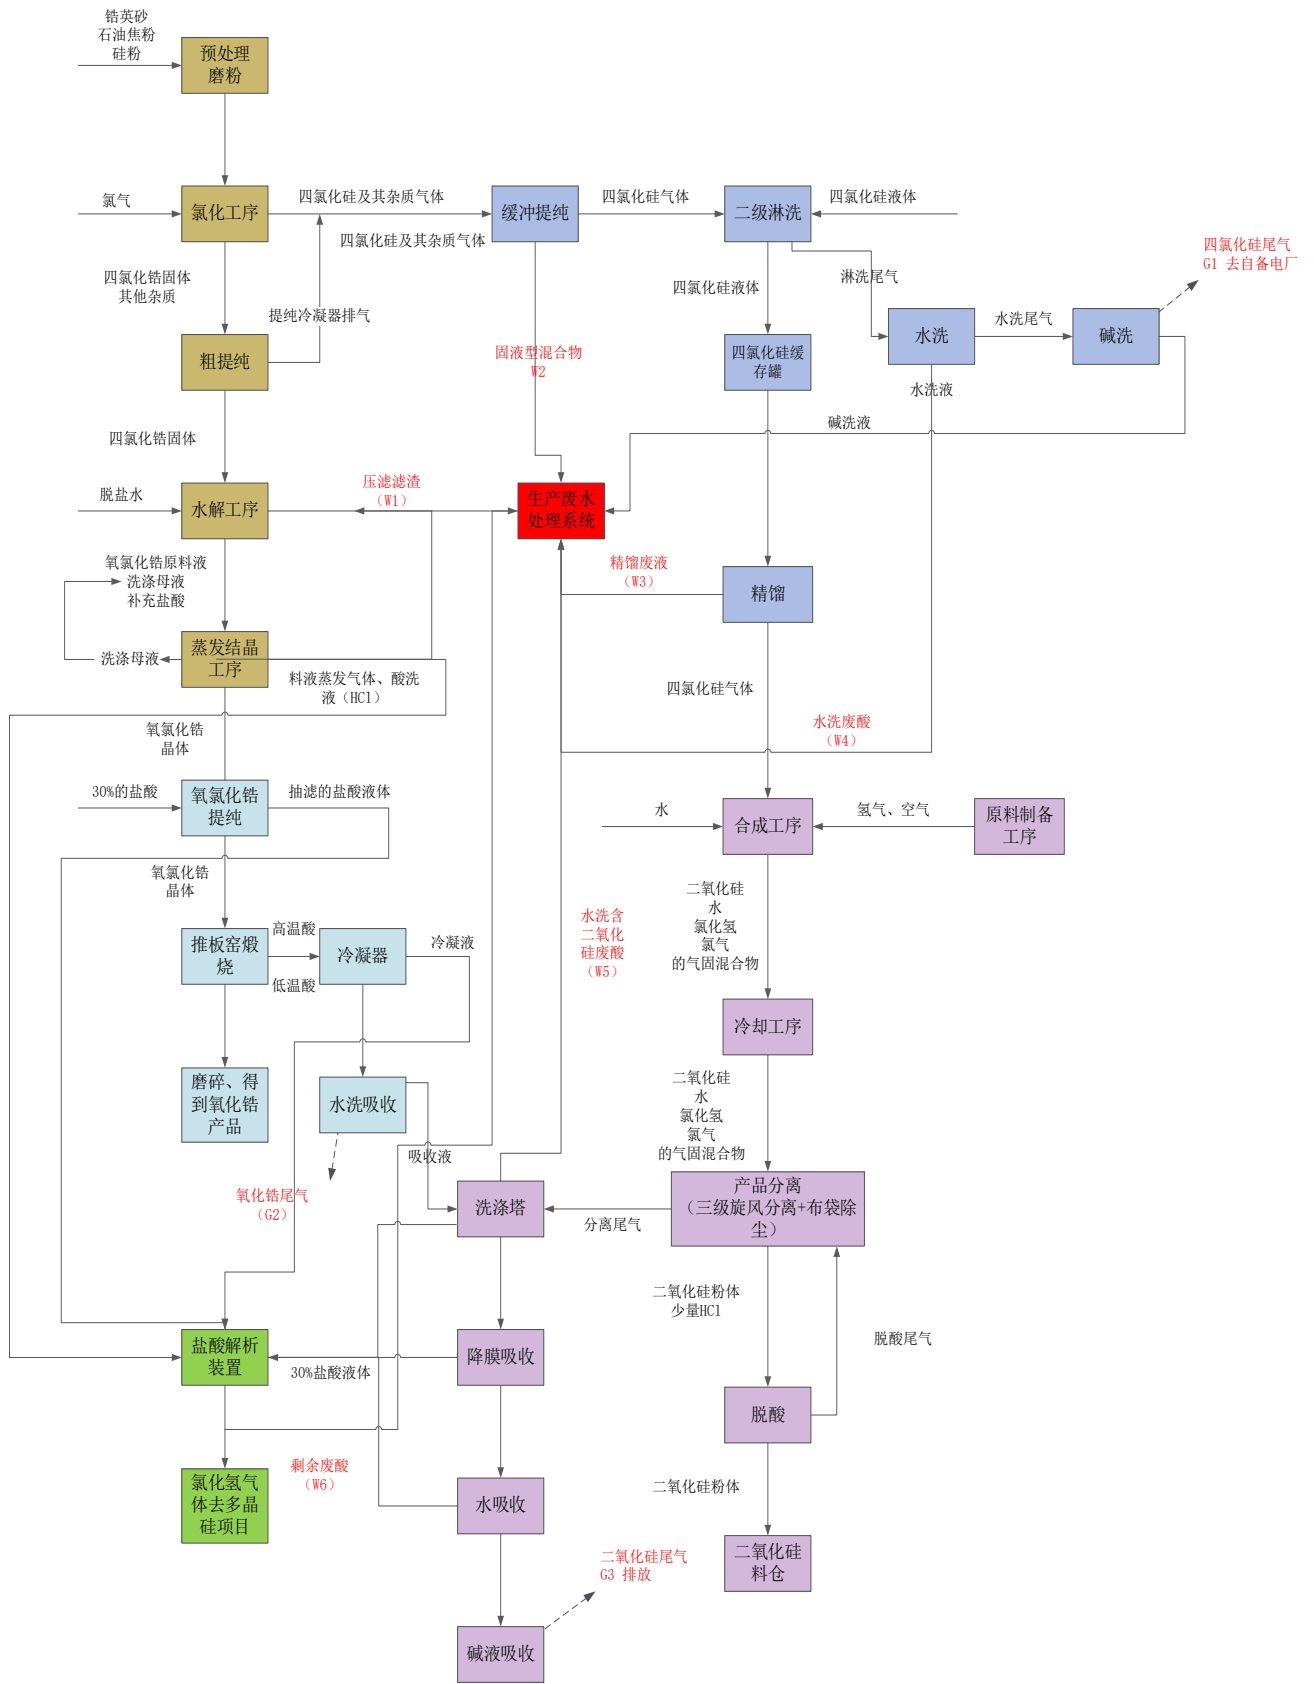 锆英砂
石油焦粉
硅粉
预处理
磨粉
氯气
氯化工序
四氯化硅及其杂质气体
缓冲提纯
四氯化硅气体
二级淋洗
四氯化硅液体
四氯化硅及其杂质气体
四氯化硅尾气
G1 去自备电厂
四氯化锆固体
其他杂质
提纯冷凝器排气
四氯化硅液体
淋洗尾气
粗提纯
固液型混合物
W2
四氯化硅缓
存罐
水洗
水洗尾气
碱洗
水洗液
碱洗液
四氯化锆固体
脱盐水
水解工序
压滤滤渣
（W1）
生产废水
处理系统
氧氯化锆原料液
洗涤母液
补充盐酸
精馏废液
（W3）
精馏
洗涤母液
蒸发结晶
工序
料液蒸发气体、酸洗
液（HCl）
四氯化硅气体
水洗废酸
（W4）
氧氯化锆
晶体
30%的盐酸
氧氯化锆
提纯
抽滤的盐酸液体
水
合成工序
氢气、空气
原料制备
工序
氧氯化锆
晶体
二氧化硅
水
氯化氢
氯气
的气固混合物
推板窑煅
烧
高温酸
低温酸
冷凝器
冷凝液
水洗含
二氧化
硅废酸
（W5）
冷却工序
磨碎、得
到氧化锆
产品
水洗吸收
二氧化硅
水
氯化氢
氯气
的气固混合物
吸收液
氧化锆尾气
（G2）
洗涤塔
分离尾气
产品分离
（三级旋风分离+布袋除
尘）
二氧化硅粉体
少量HCl
脱酸尾气
盐酸解析
装置
30%盐酸液体
降膜吸收
脱酸
剩余废酸
（W6）
氯化氢气
体去多晶
硅项目
水吸收
二氧化硅粉体
二氧化硅
料仓
二氧化硅尾气
G3 排放
碱液吸收